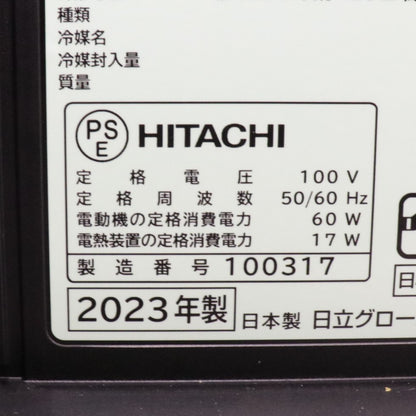 種類
冷媒名
冷媒封入量
質量
PS
E
HITACHI
定格電圧 100 V
定格周波数 50/60 Hz
電動機の定格消費電力 60 W
電熱装置の定格消費電力 17 W
製造番号 100317
2023年製
日本製 日立グロー